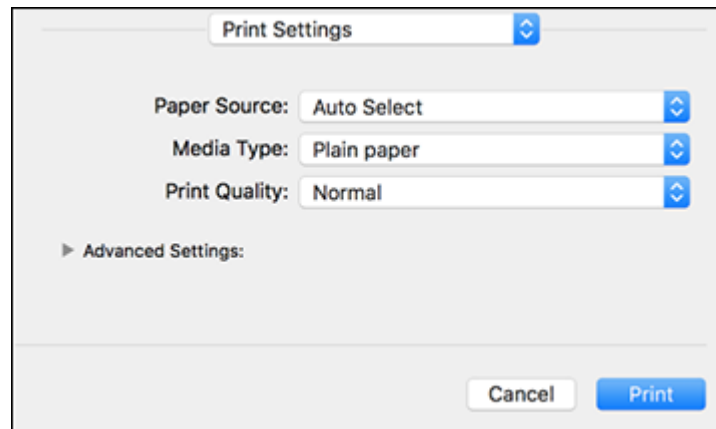 Print Settings
Paper Source: Auto Select
Media Type: Plain paper
Print Quality: Normal
Advanced Settings:
Cancel Print